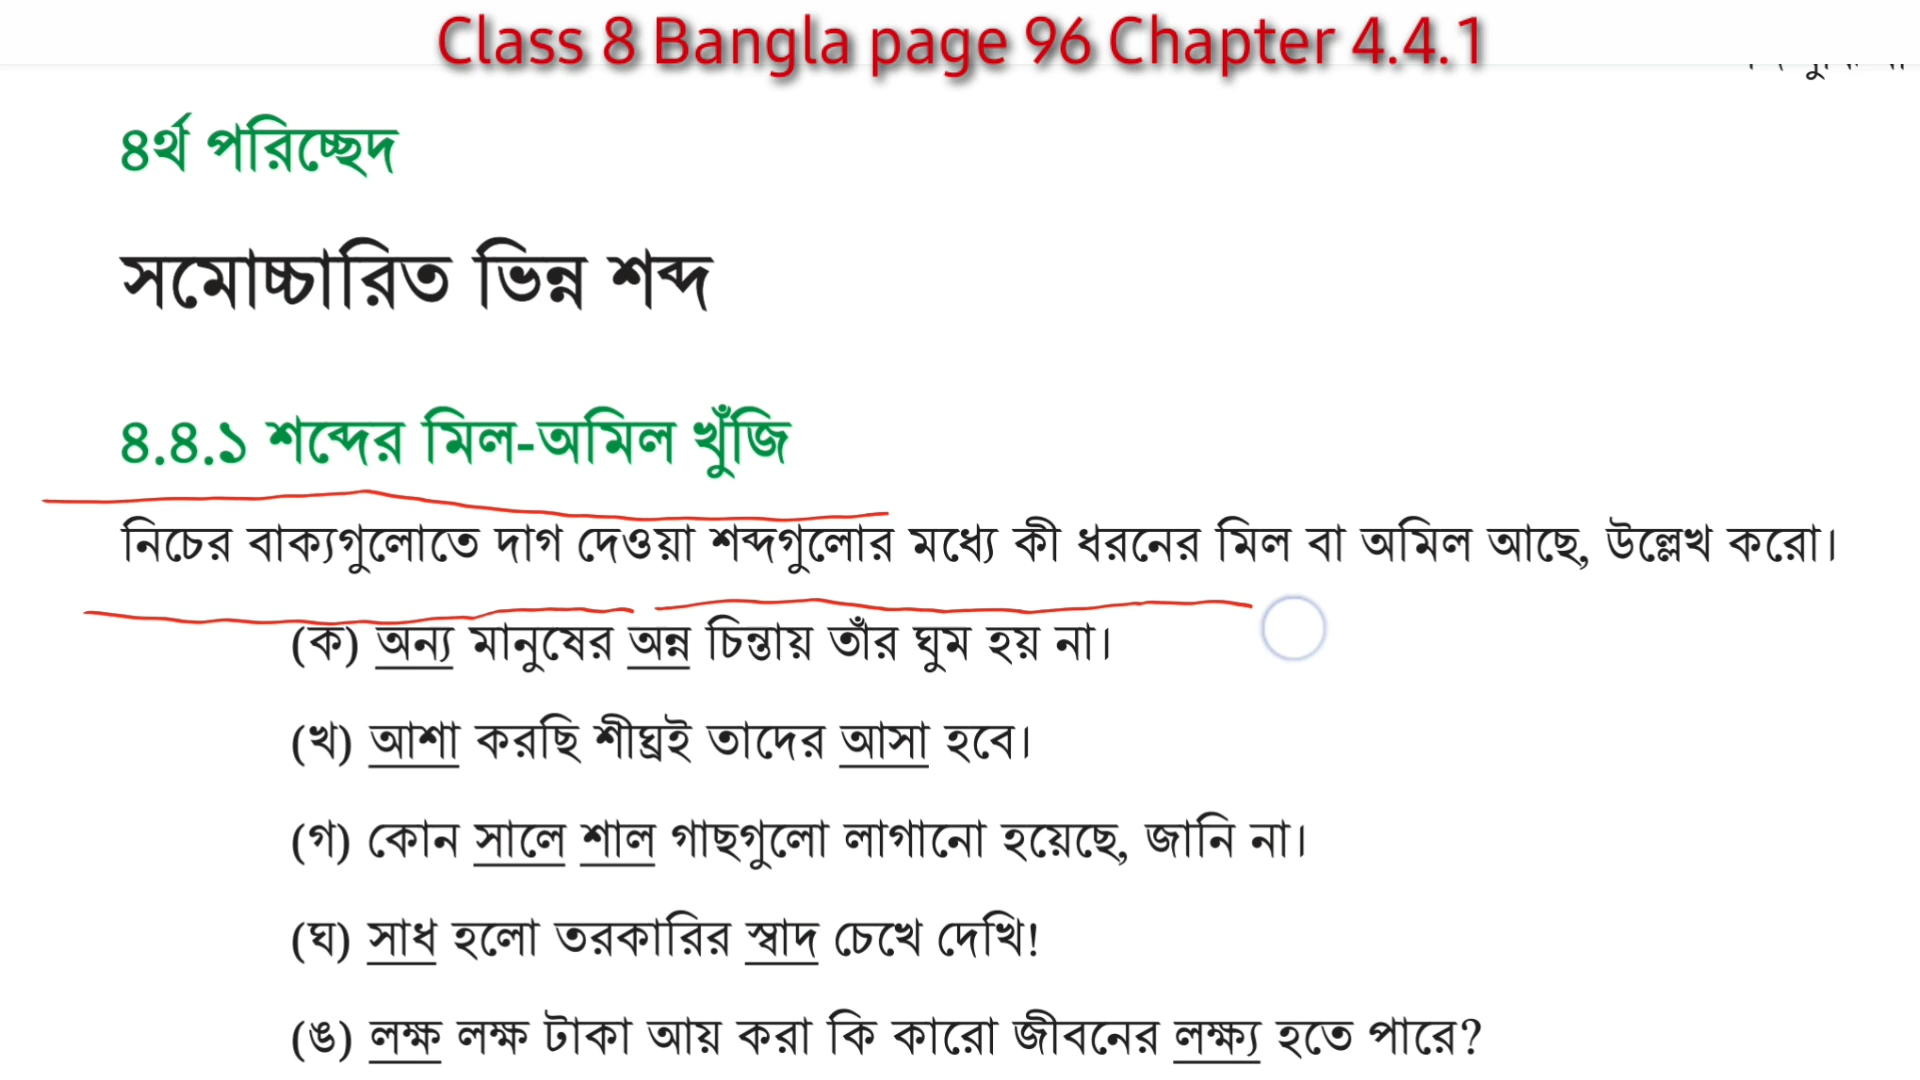 Class 8 Bangla page 96 Chapter 4.4.1
৪র্থ পরিচ্ছেদ
সমোচ্চারিত ভিন্ন শব্দ
৪.৪.১ শব্দের মিল-অমিল খুঁজি
নিচের বাক্যগুলোতে দাগ দেওয়া শব্দগুলোর মধ্যে কী ধরনের মিল বা অমিল আছে, উল্লেখ করো।
(ক) অন্য মানুষের অন্ন চিন্তায় তাঁর ঘুম হয় না।
(খ) আশা করছি শীঘ্রই তাদের আসা হবে।
(গ) কোন সালে শাল গাছগুলো লাগানো হয়েছে, জানি না।
(ঘ) সাধ হলো তরকারির স্বাদ চেখে দেখি!
(ঙ) লক্ষ লক্ষ টাকা আয় করা কি কারো জীবনের লক্ষ্য হতে পারে?